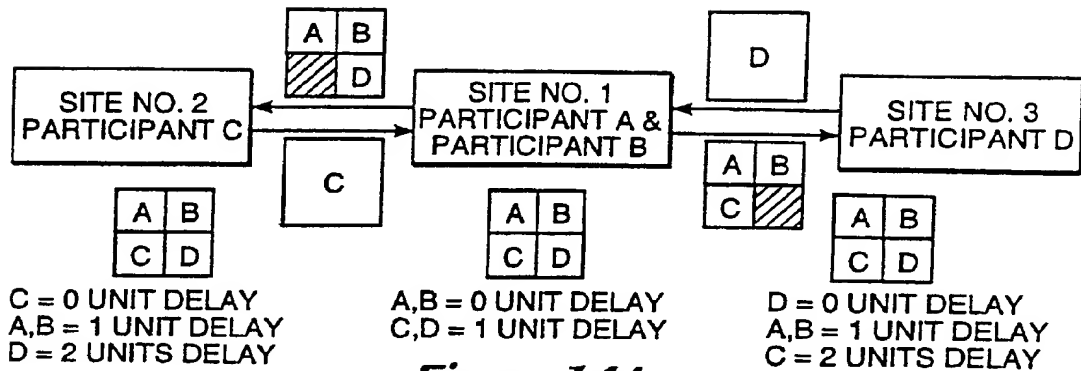 A B
D
D
SITE NO. 2
PARTICIPANT C
SITE NO. 1
PARTICIPANT A &
PARTICIPANT B
SITE NO. 3
PARTICIPANT D
C
A B
C
A B
C D
A B
C D
A B
C D
C = 0 UNIT DELAY
A,B = 1 UNIT DELAY
D = 2 UNITS DELAY
A,B = 0 UNIT DELAY
C,D = 1 UNIT DELAY
D = 0 UNIT DELAY
A,B = 1 UNIT DELAY
C = 2 UNITS DELAY
Figure